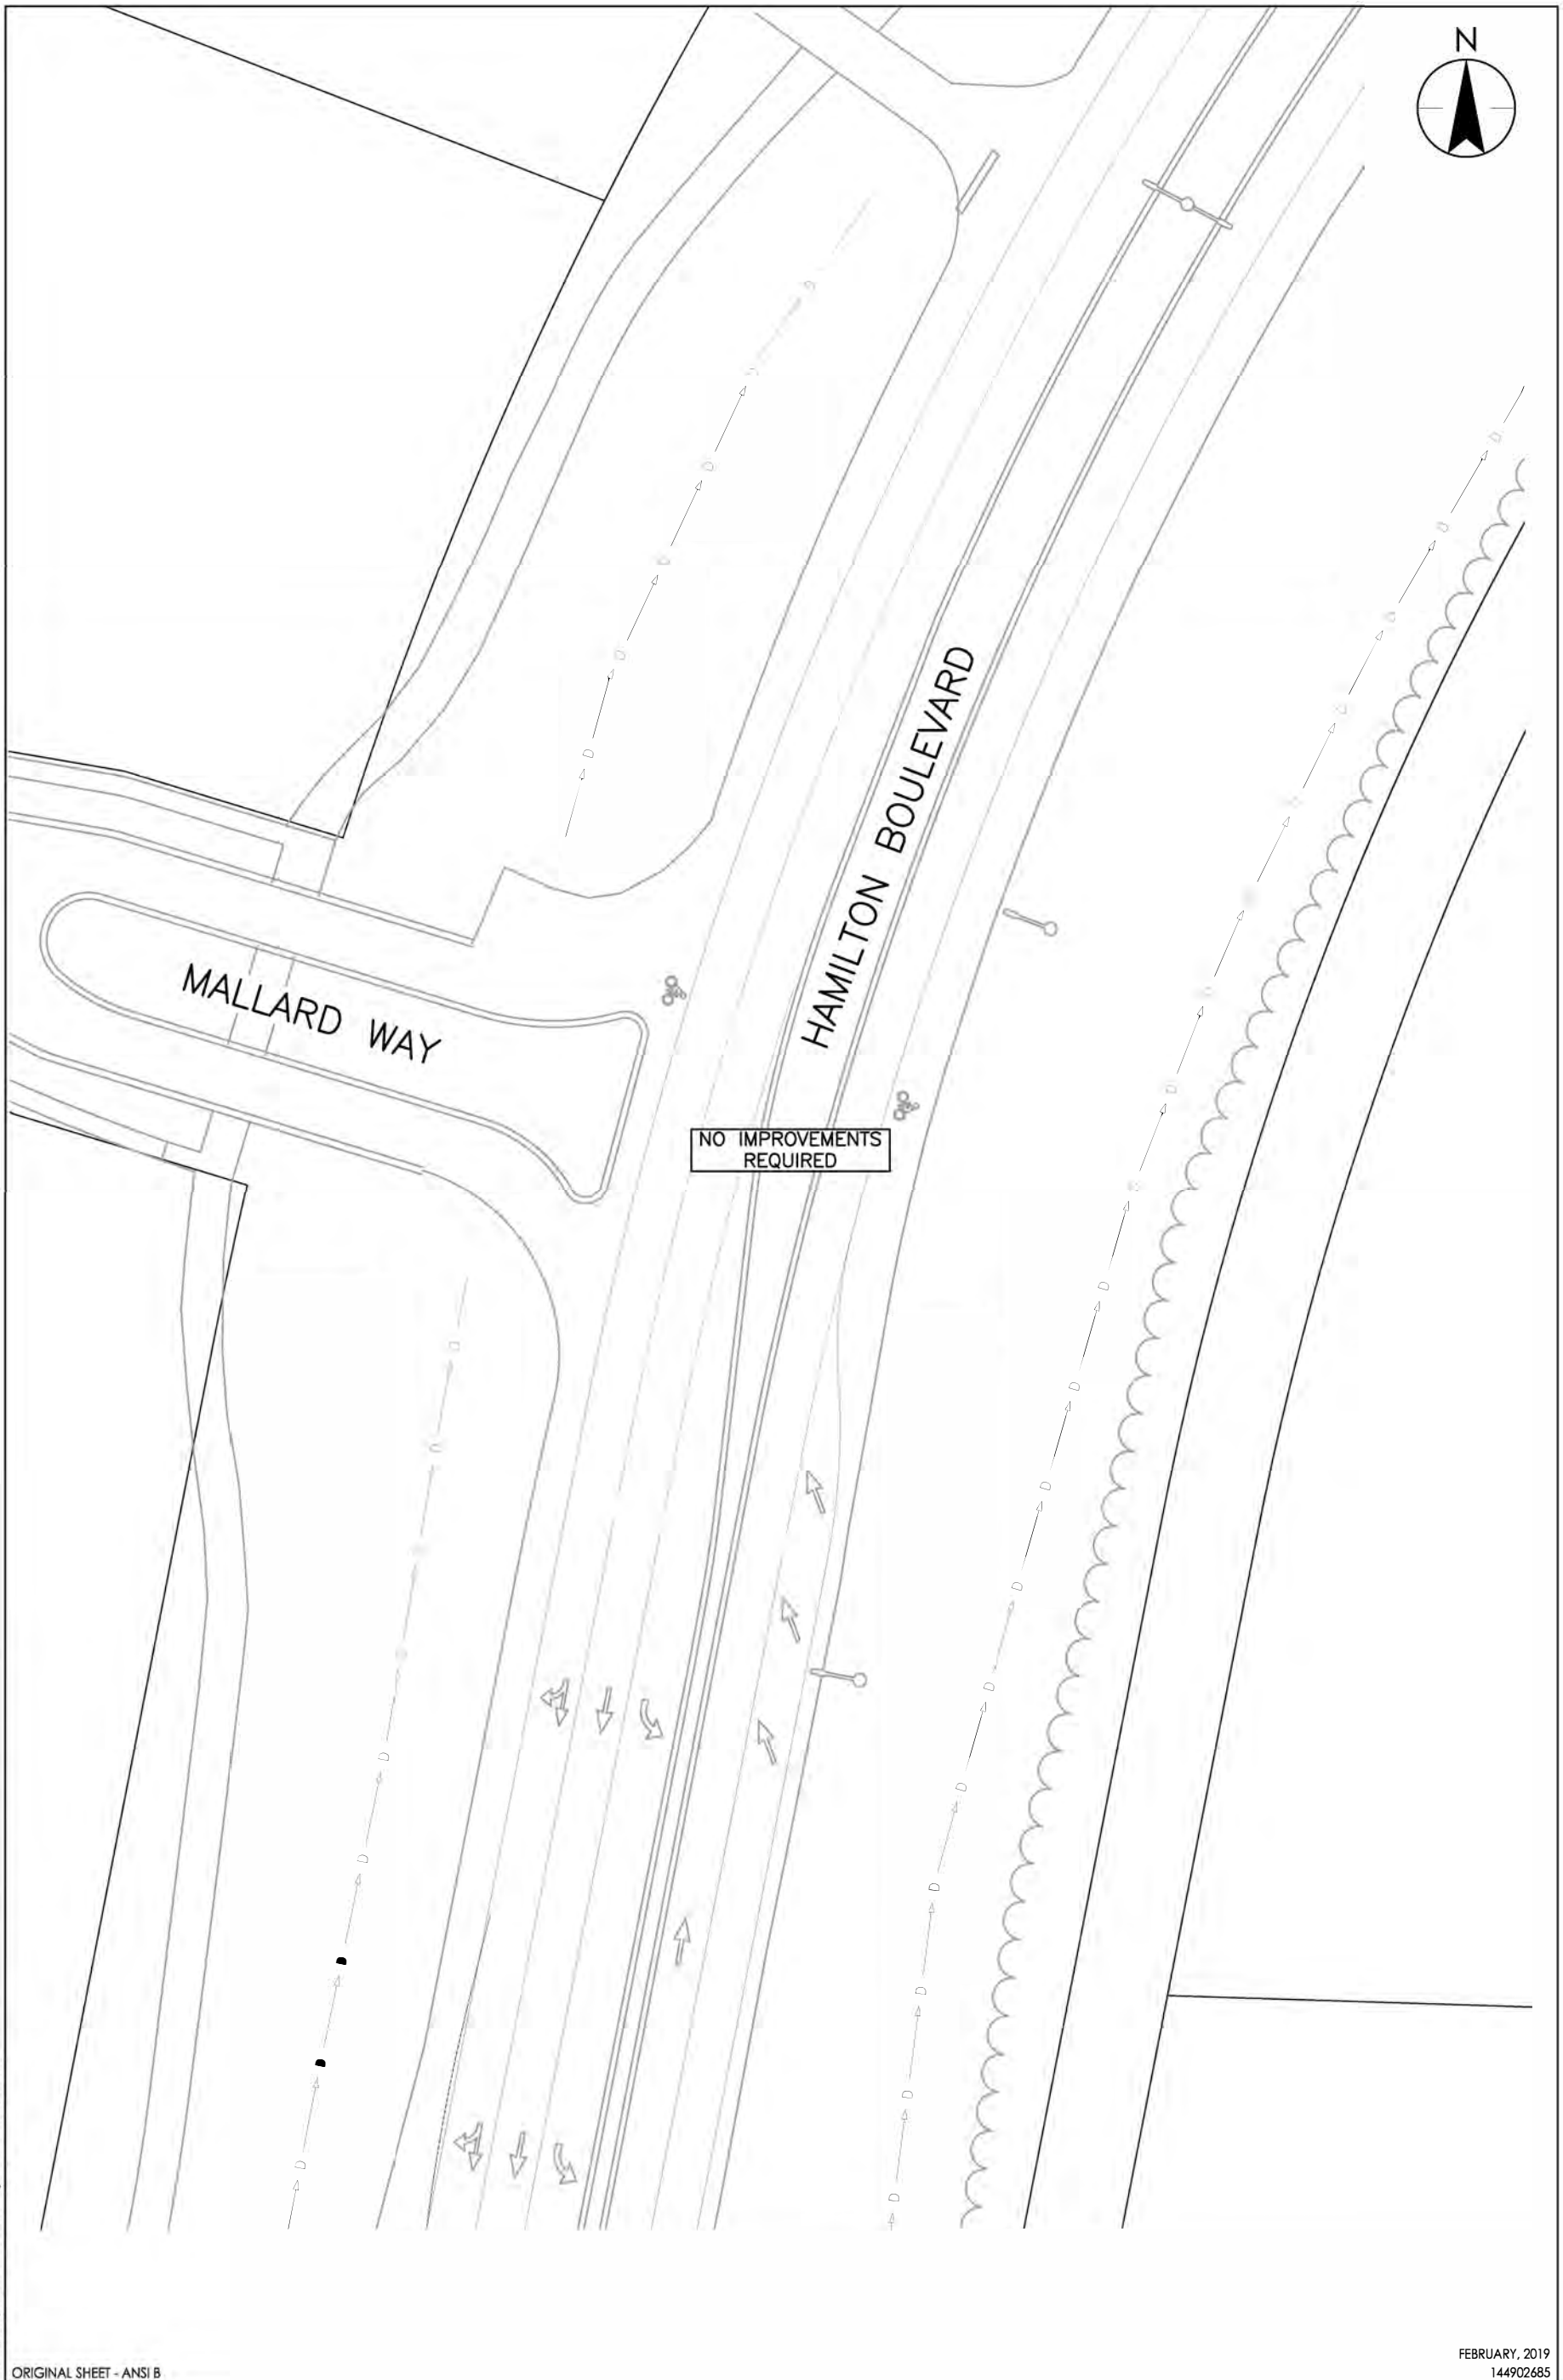 N
HAMILTON BOULEVARD
MALLARD WAY
NO IMPROVEMENTS
REQUIRED
FEBRUARY, 2019
ORIGINAL SHEET - ANSI B
144902685